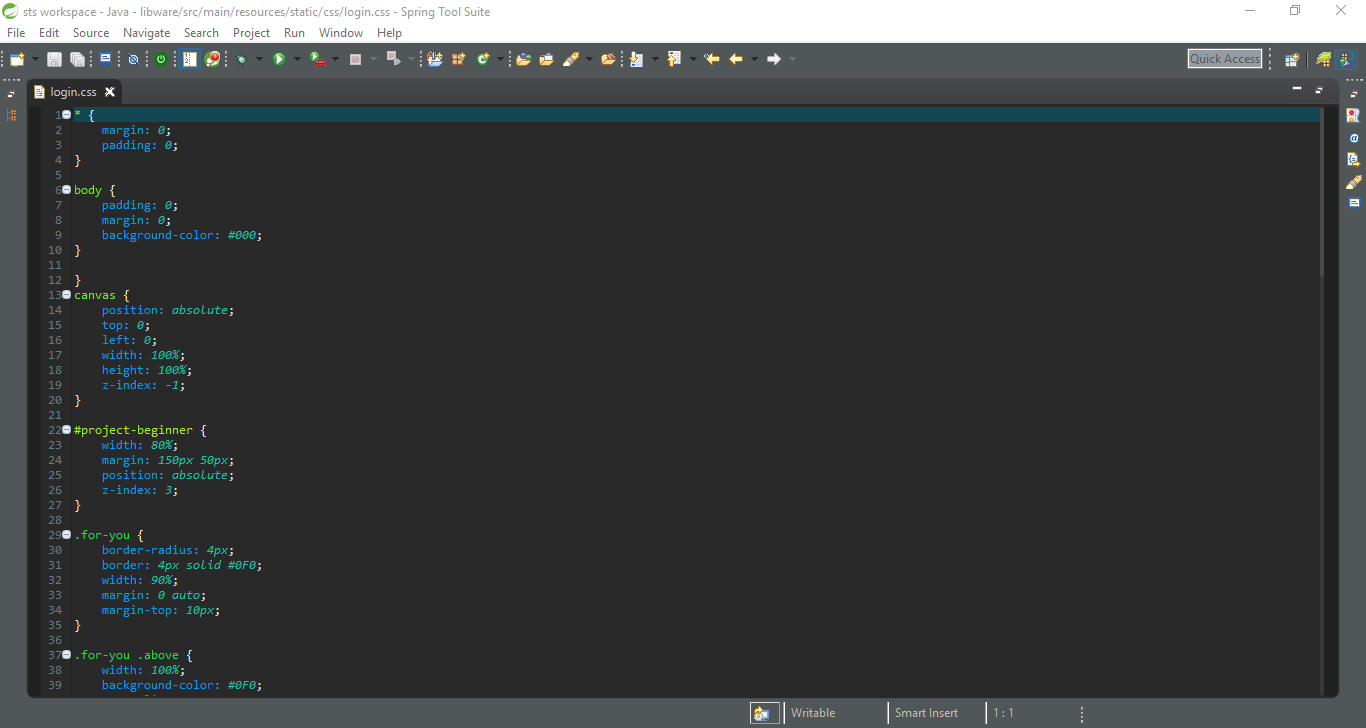 sts workspace - Java - libware/src/main/resources/static/css/login.css - Spring Tool Suite
File Edit Source Navigate Search Project Run Window Help
Quick Access
login.css
1 * {
2 margin: 0;
3 padding: 0;
4 }
5
6 body {
7 padding: 0;
8 margin: 0;
9 background-color: #000;
10 }
11
12 }
13 canvas {
14 position: absolute;
15 top: 0;
16 left: 0;
17 width: 100%;
18 height: 100%;
19 z-index: -1;
20 }
21
22 #project-beginner {
23 width: 80%;
24 margin: 150px 50px;
25 position: absolute;
26 z-index: 3;
27 }
28
29 .for-you {
30 border-radius: 4px;
31 border: 4px solid #0F0;
32 width: 90%;
33 margin: 0 auto;
34 margin-top: 10px;
35 }
36
37 .for-you .above {
38 width: 100%;
39 background-color: #0F0;
Writable Smart Insert 1 : 1